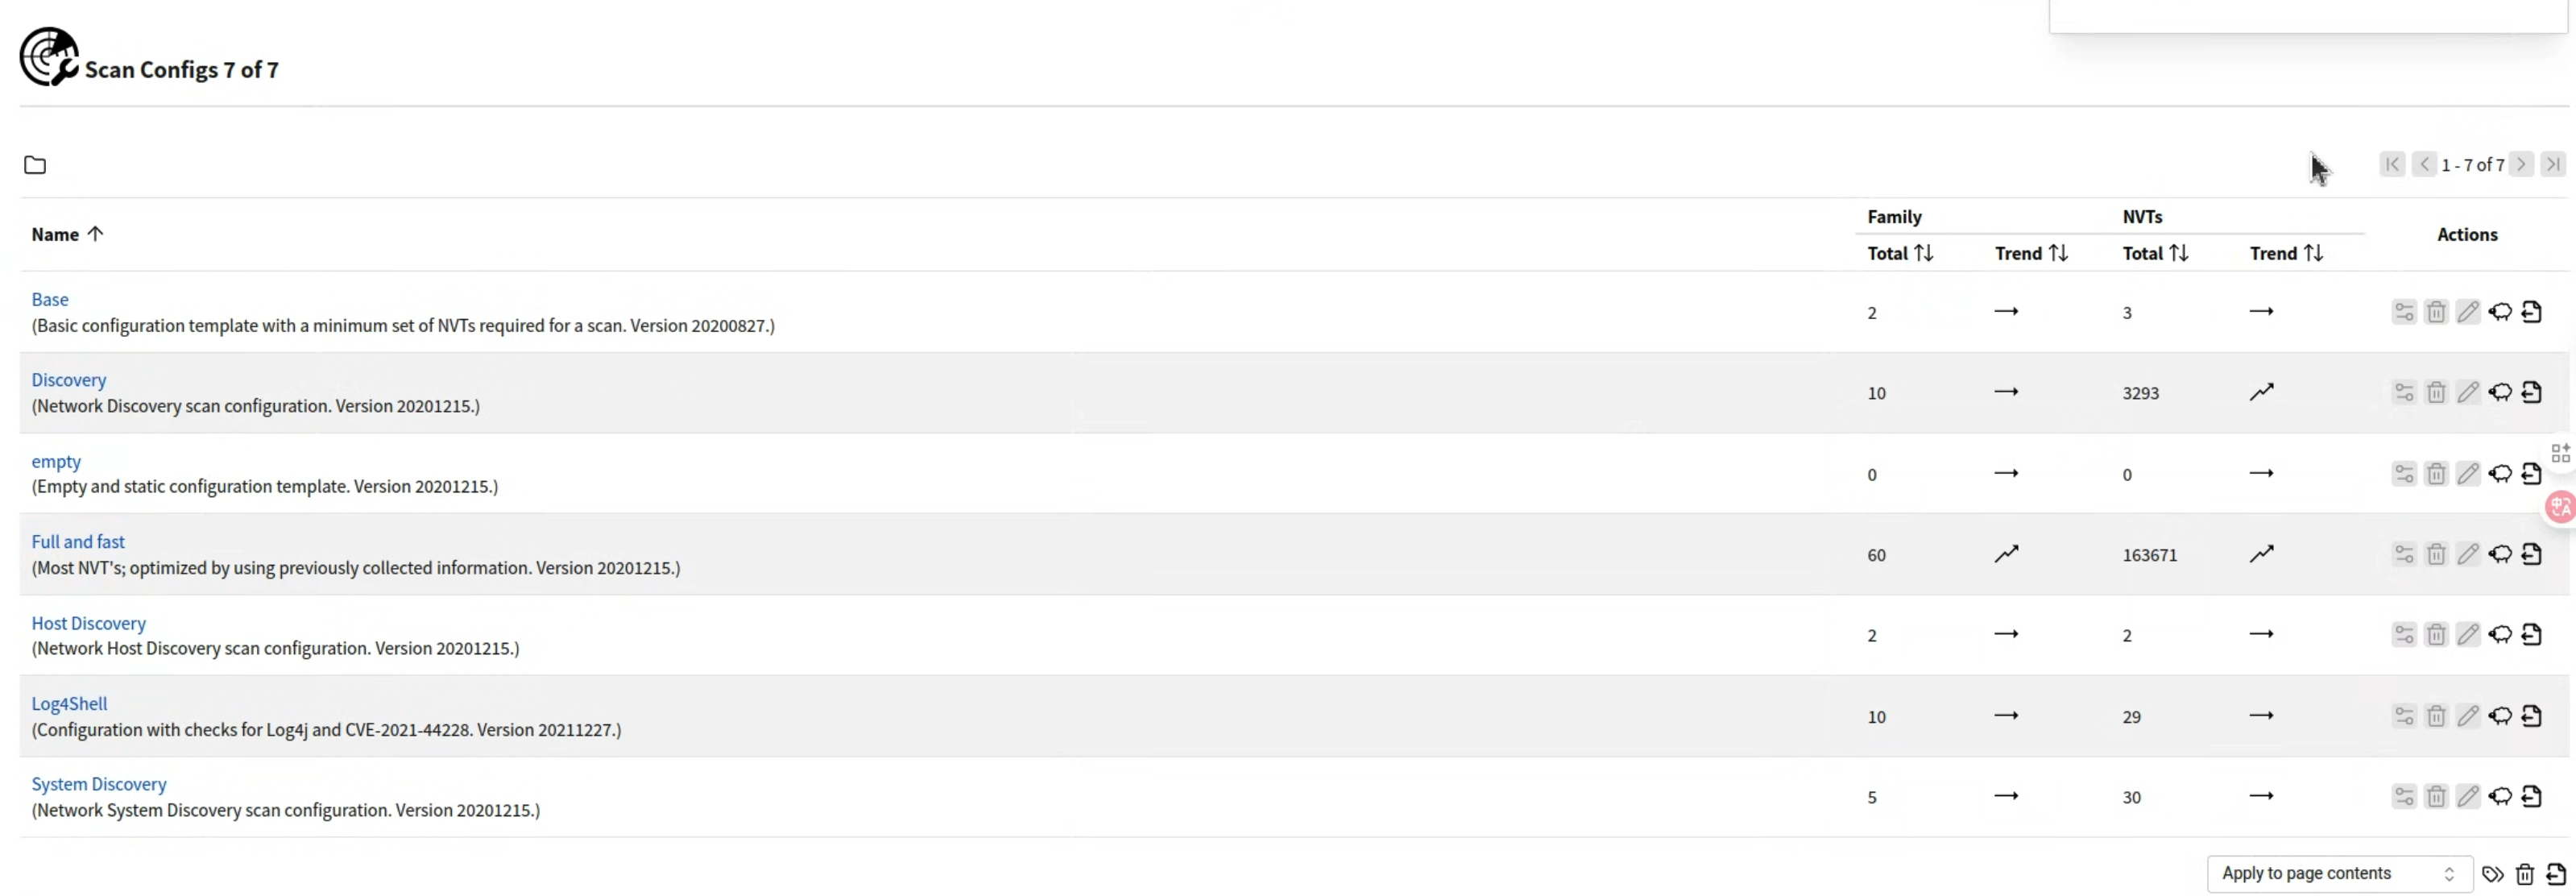 Scan Configs 7 of 7
1 - 7 of 7
Name
Family
NVTs
Actions
Total
Trend
Total
Trend
Base
(Basic configuration template with a minimum set of NVTs required for a scan. Version 20200827.)
2
3
Discovery
(Network Discovery scan configuration. Version 20201215.)
10
3293
empty
(Empty and static configuration template. Version 20201215.)
0
0
Full and fast
(Most NVT's; optimized by using previously collected information. Version 20201215.)
60
163671
Host Discovery
(Network Host Discovery scan configuration. Version 20201215.)
2
2
Log4Shell
(Configuration with checks for Log4j and CVE-2021-44228. Version 20211227.)
10
29
System Discovery
(Network System Discovery scan configuration. Version 20201215.)
5
30
Apply to page contents